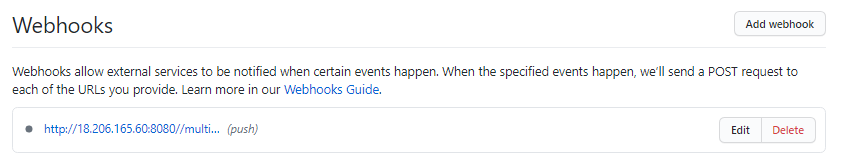 Webhooks
Add webhook
Webhooks allow external services to be notified when certain events happen. When the specified events happen, we'll send a POST request to
each of the URLs you provide. Learn more in our Webhooks Guide.
http://18.206.165.60:8080//multi... (push)
Edit
Delete